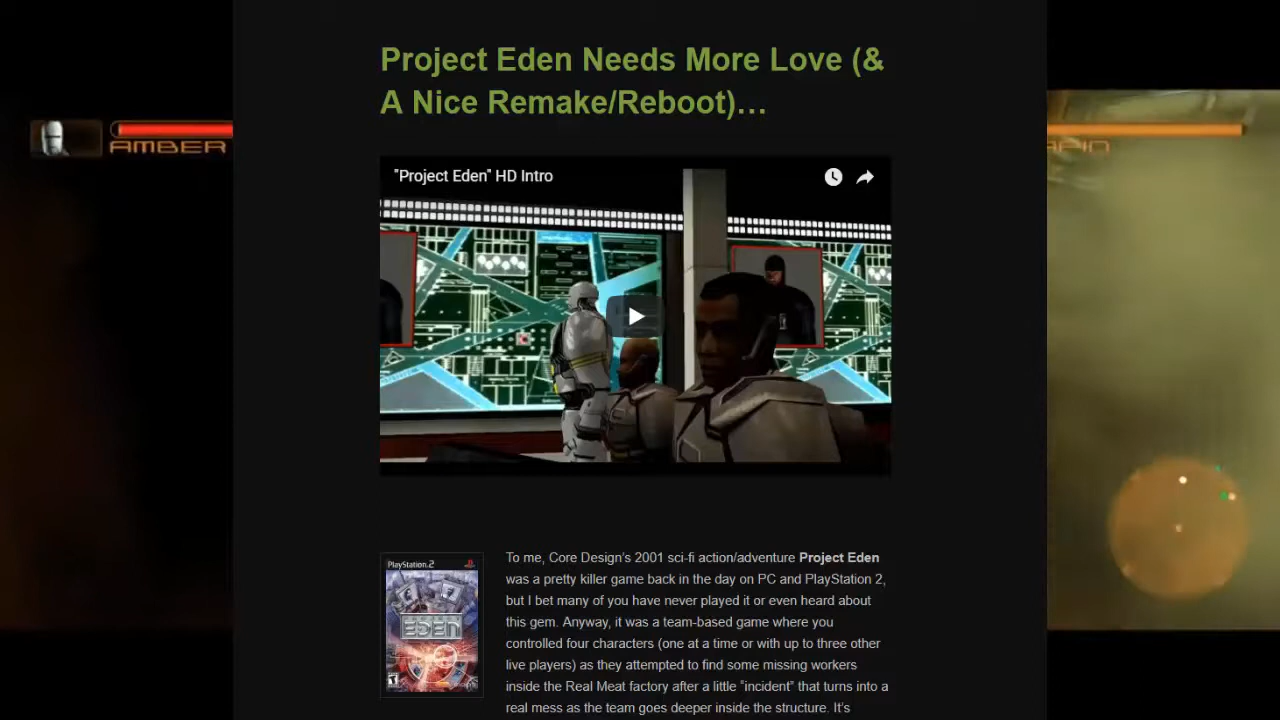 Project Eden Needs More Love (&
A Nice Remake/Reboot)…
AMBER
"Project Eden" HD Intro
PlayStation 2
EDEN
To me, Core Design's 2001 sci-fi action/adventure Project Eden
was a pretty killer game back in the day on PC and PlayStation 2,
but I bet many of you have never played it or even heard about
this gem. Anyway, it was a team-based game where you
controlled four characters (one at a time or with up to three other
live players) as they attempted to find some missing workers
inside the Real Meat factory after a little "incident" that turns into a
real mess as the team goes deeper inside the structure. It's